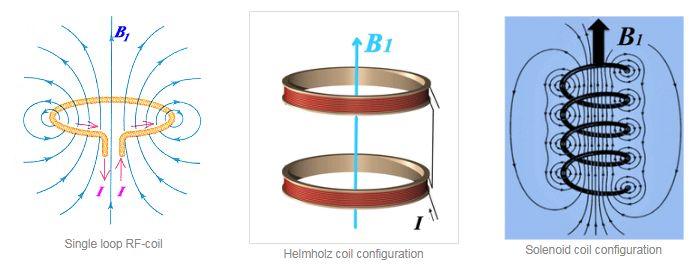 B1
I
I
Single loop RF-coil
B1
I
Helmholz coil configuration
B1
Solenoid coil configuration